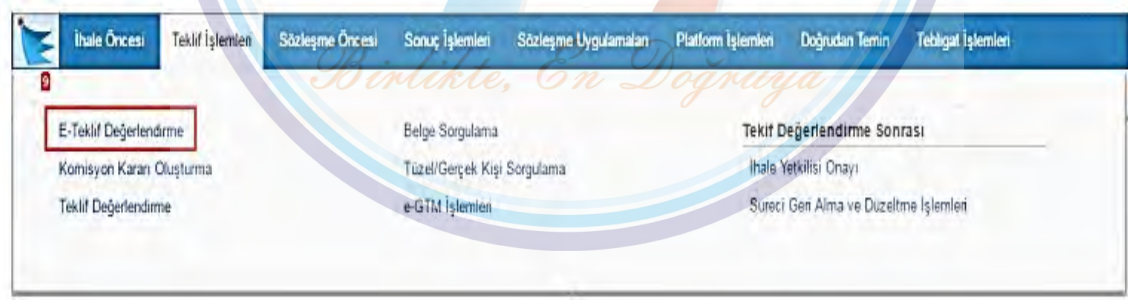 İhale Öncesi Teklif İşlemleri Sözleşme Öncesi Sonuç İşlemleri Sözleşme Uygulamaları Platform İşlemleri Doğrudan Temin Tebligat İşlemleri
9
Birlikte, En Doğruya
E-Teklif Değerlendirme Belge Sorgulama Teklif Değerlendirme Sonrası
Komisyon Kararı Oluşturma Tüzel/Gerçek Kişi Sorgulama İhale Yetkilisi Onayı
Teklif Değerlendirme e-GTM İşlemleri Süreci Geri Alma ve Düzeltme İşlemleri